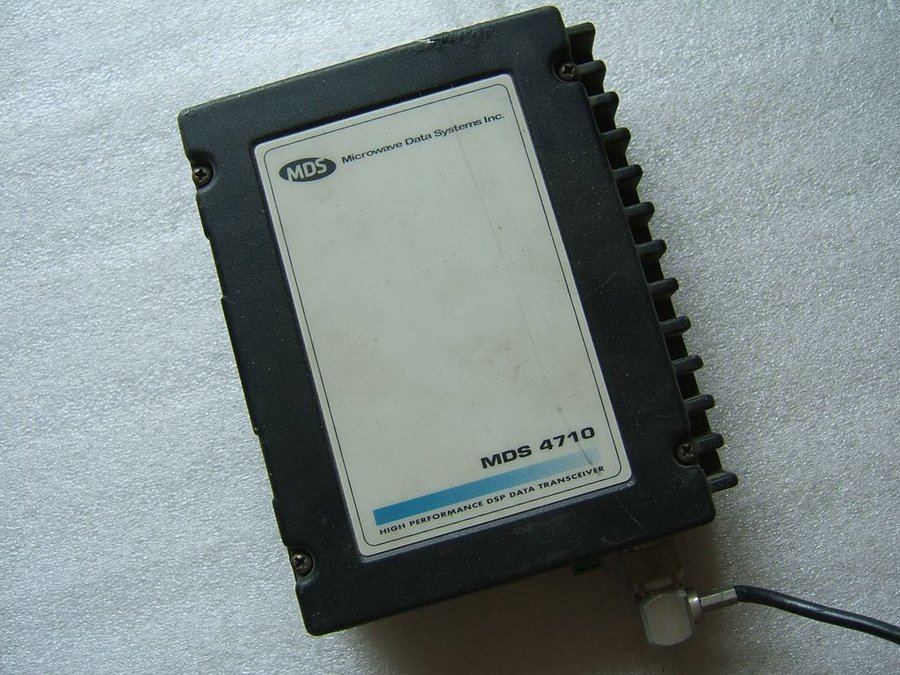 MDS Microwave Data Systems Inc.
MDS 4710
HIGH PERFORMANCE DSP DATA TRANSCEIVER